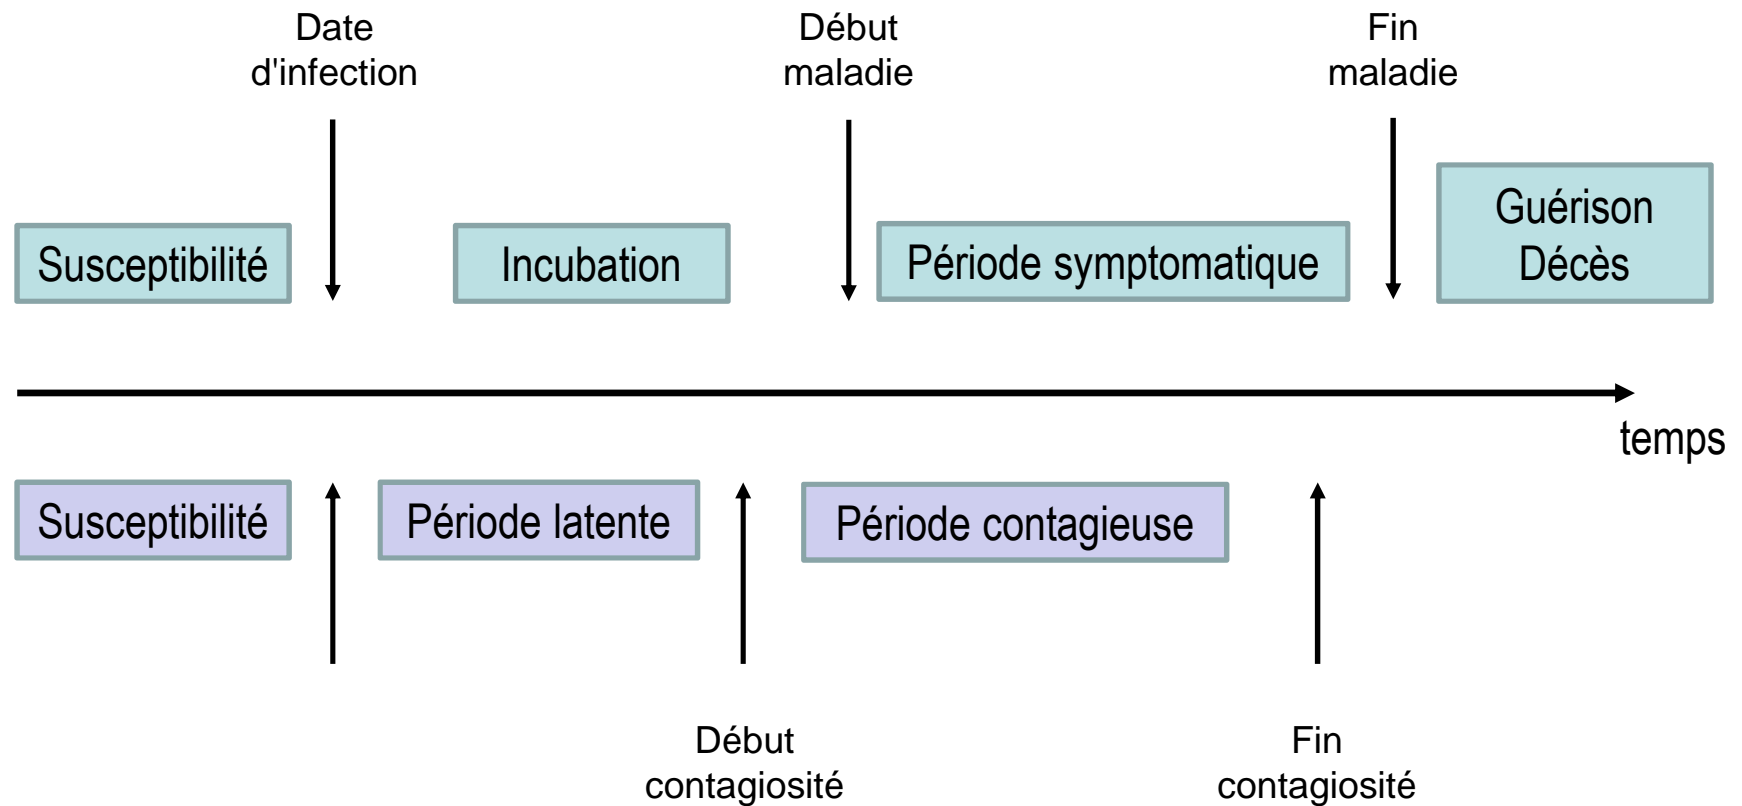 Date
d'infection
Début
maladie
Fin
maladie
Susceptibilité
Incubation
Période symptomatique
Guérison
Décès
temps
Susceptibilité
Période latente
Période contagieuse
Début
contagiosité
Fin
contagiosité